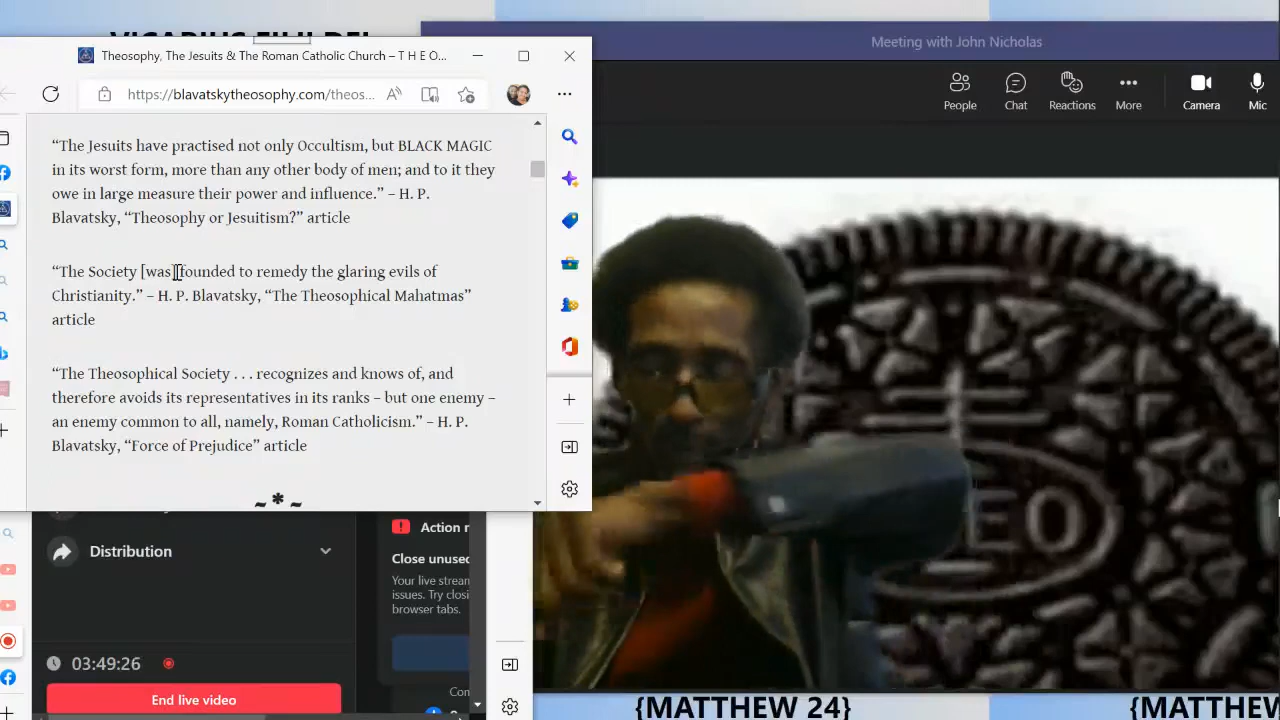 Meeting with John Nicholas
Theosophy, The Jesuits & The Roman Catholic Church – T H E O...
https://blavatskytheosophy.com/theos...
People
Chat
Reactions
More
Camera
Mic
“The Jesuits have practised not only Occultism, but BLACK MAGIC
in its worst form, more than any other body of men; and to it they
owe in large measure their power and influence.” – H. P.
Blavatsky, “Theosophy or Jesuitism?” article
“The Society [was] founded to remedy the glaring evils of
Christianity.” – H. P. Blavatsky, “The Theosophical Mahatmas”
article
“The Theosophical Society . . . recognizes and knows of, and
therefore avoids its representatives in its ranks – but one enemy –
an enemy common to all, namely, Roman Catholicism.” – H. P.
Blavatsky, “Force of Prejudice” article
~*~
EO
Distribution
Action
Close unused
Your live stream
issues. Try closi
browser tabs.
03:49:26
End live video
{MATTHEW 24}
{MATTHEW